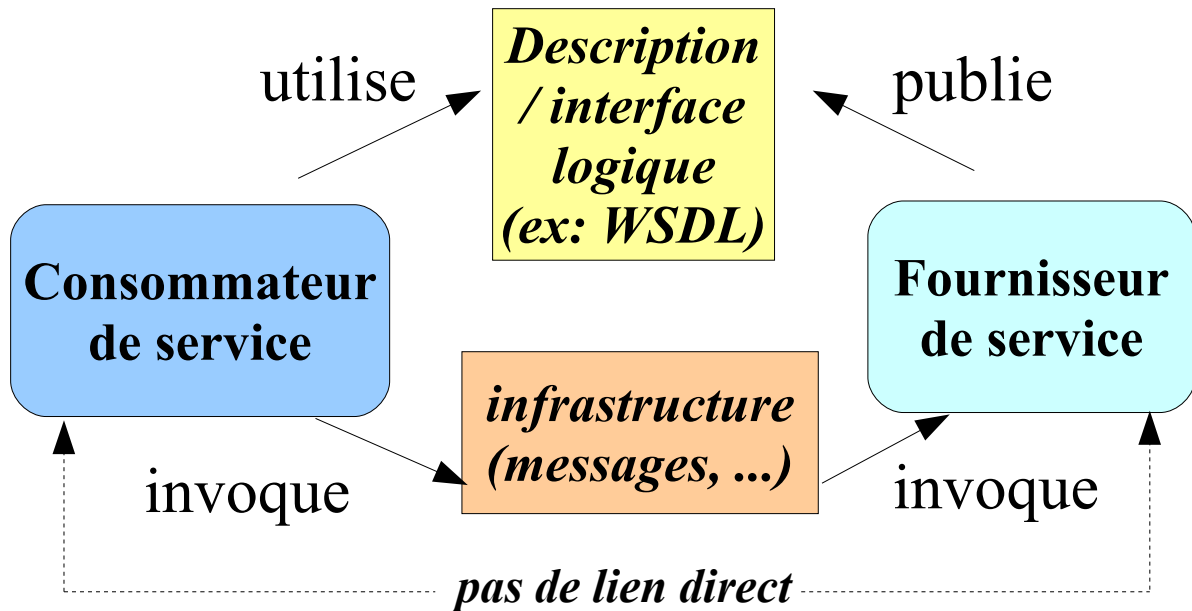 utilise
Description
/ interface
logique
(ex: WSDL)
publie
Consommateur
de service
Fournisseur
de service
infrastructure
(messages, ...)
invoque
invoque
pas de lien direct